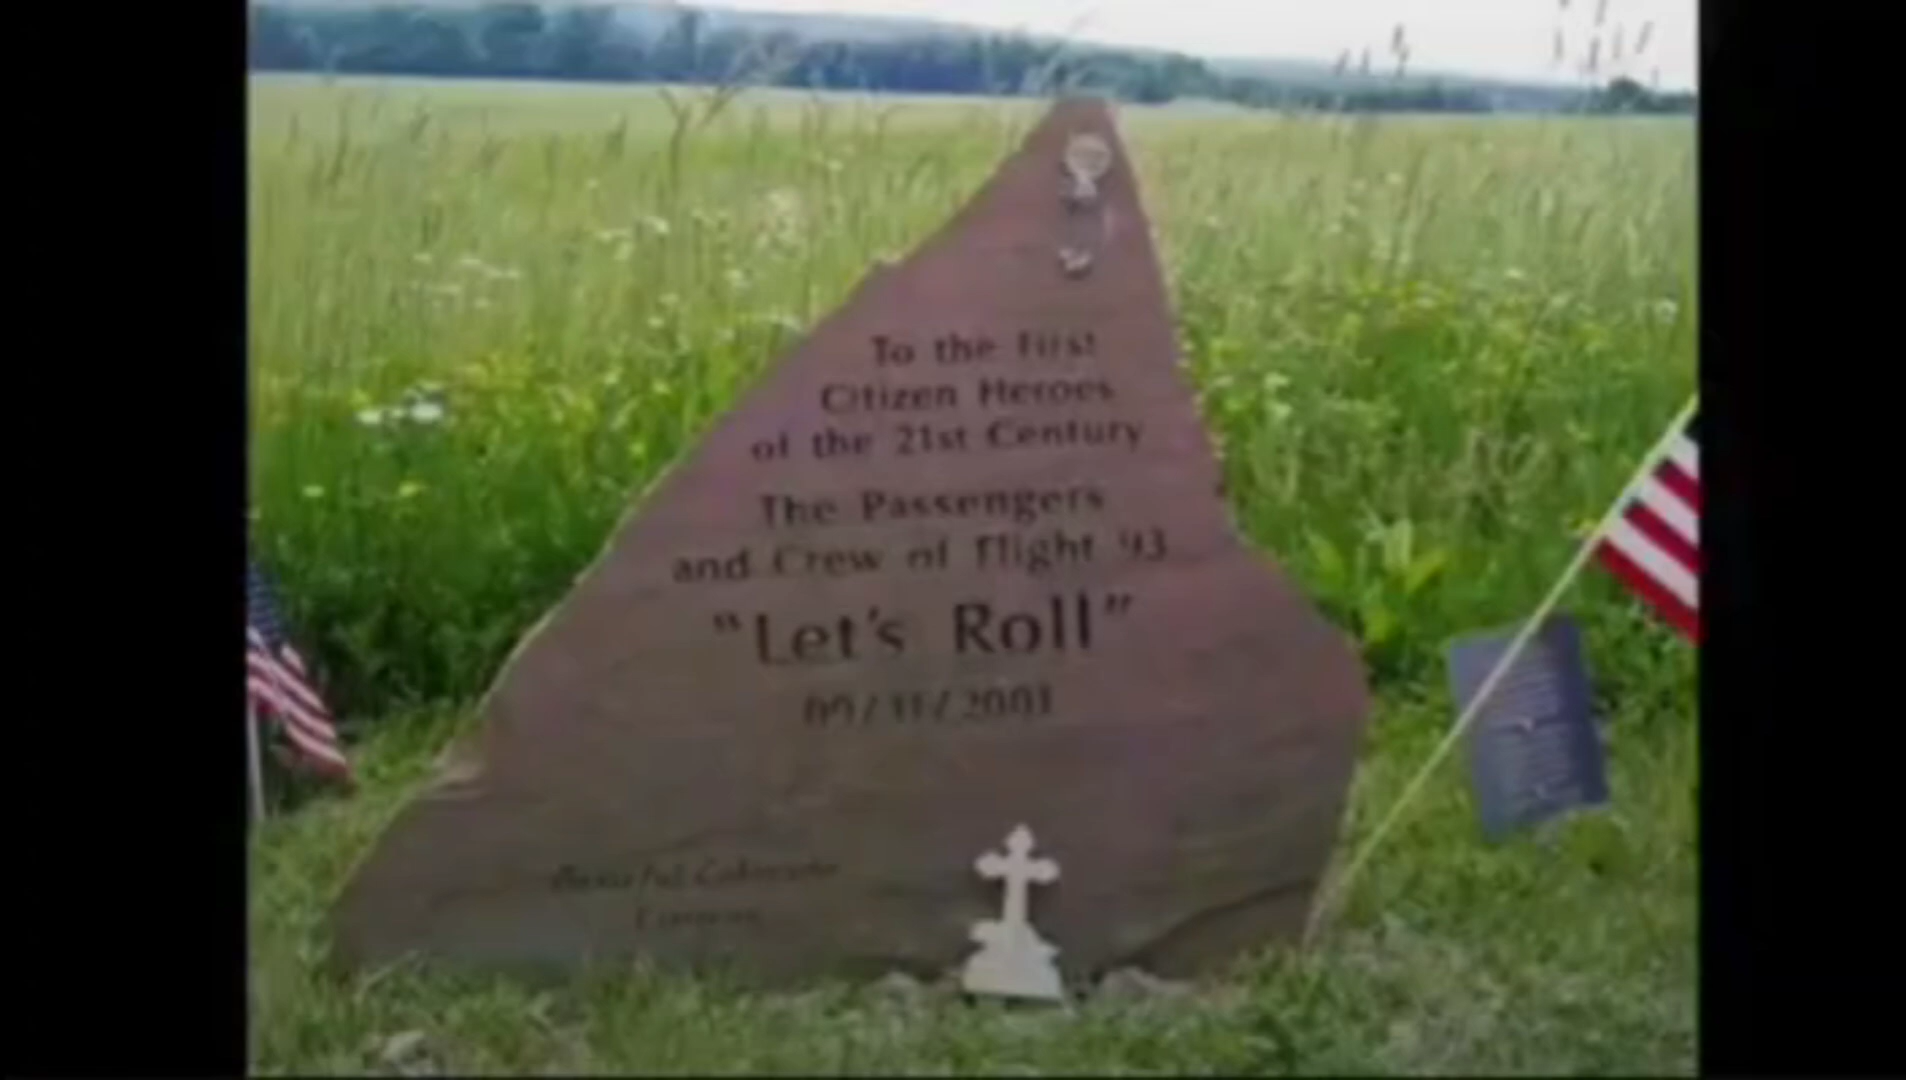 To the First
Citizen Heroes
of the 21st Century
The Passengers
and Crew of Flight 93
"Let's Roll"
09/11/2001